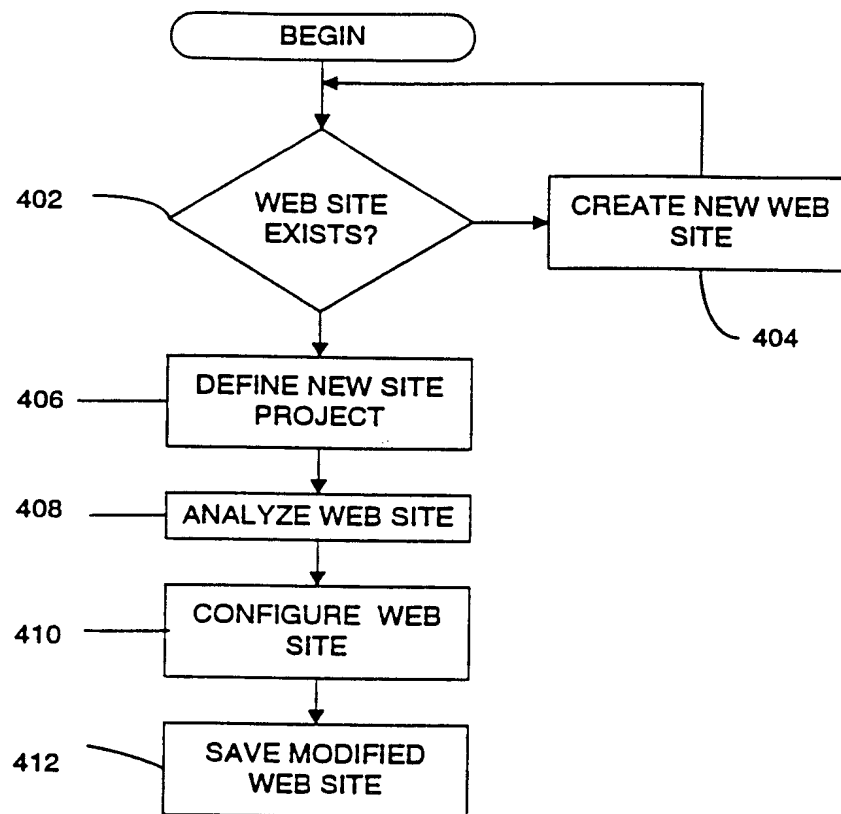 BEGIN
402
WEB SITE
EXISTS?
CREATE NEW WEB
SITE
404
406
DEFINE NEW SITE
PROJECT
408
ANALYZE WEB SITE
410
CONFIGURE WEB
SITE
412
SAVE MODIFIED
WEB SITE